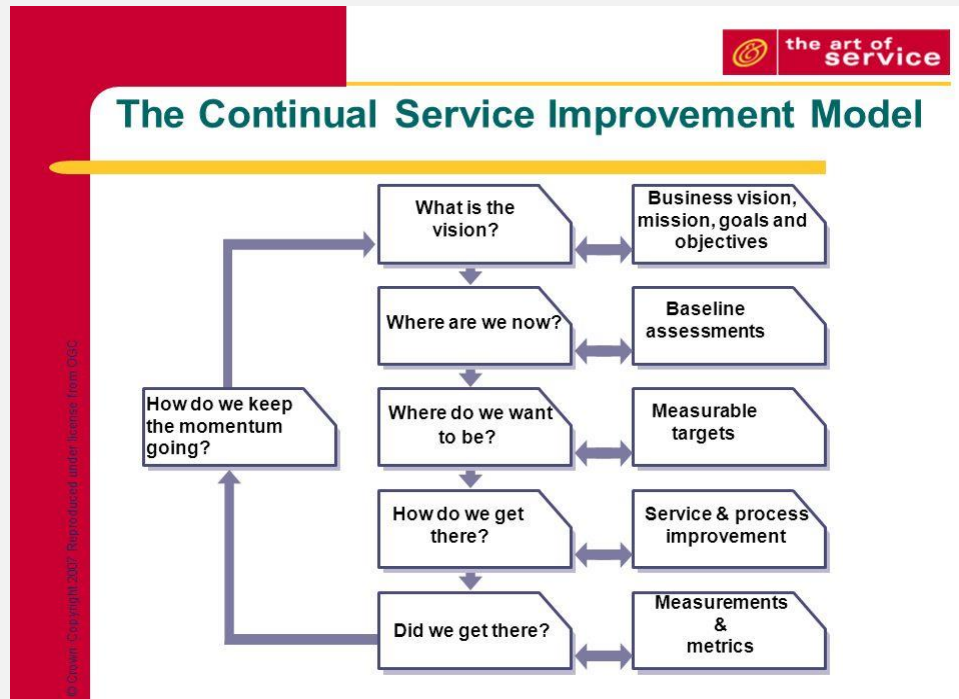 the art of
service
The Continual Service Improvement Model
What is the
vision?
Business vision,
mission, goals and
objectives
Where are we now?
Baseline
assessments
How do we keep
the momentum
going?
Where do we want
to be?
Measurable
targets
How do we get
there?
Service & process
improvement
Did we get there?
Measurements
&
metrics
© Crown Copyright 2007 Reproduced under license from OGC